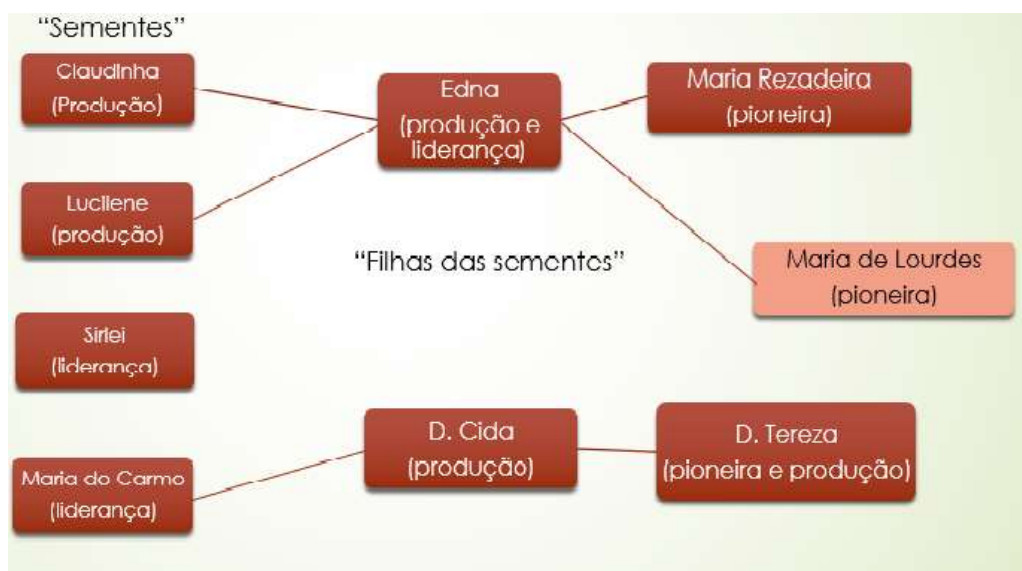 “Sementes”
Claudinha
(Produção)
Edna
(produção e
liderança)
Maria Rezadeira
(pioneira)
Lucilene
(produção)
“Filhas das sementes”
Maria de Lourdes
(pioneira)
Sirlei
(liderança)
D. Cida
(produção)
D. Tereza
(pioneira e produção)
Maria do Carmo
(liderança)